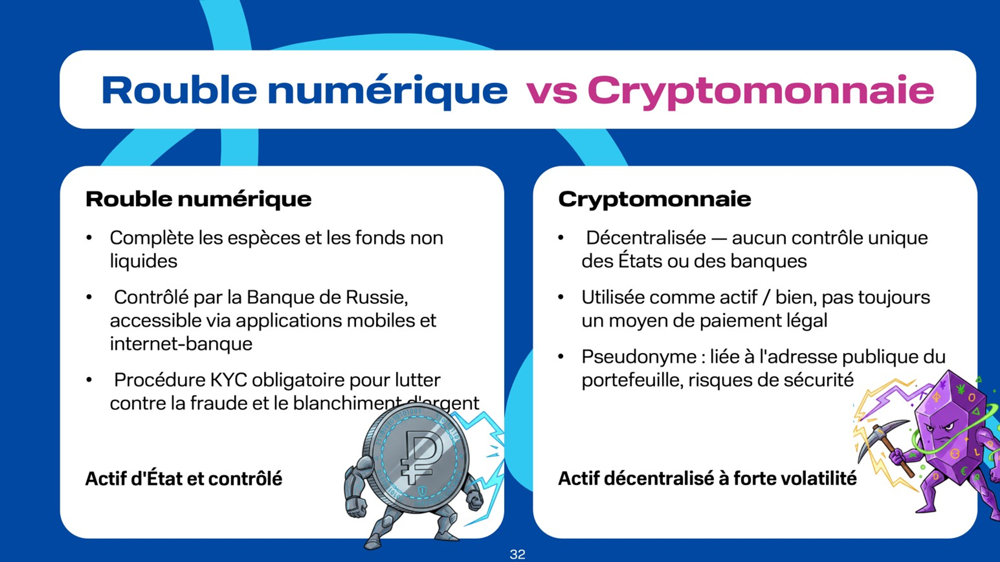 Rouble numérique vs Cryptomonnaie
Rouble numérique
• Complète les espèces et les fonds non
liquides
• Contrôlé par la Banque de Russie,
accessible via applications mobiles et
internet-banque
• Procédure KYC obligatoire pour lutter
contre la fraude et le blanchiment d'argent
Actif d'État et contrôlé
Cryptomonnaie
• Décentralisée — aucun contrôle unique
des États ou des banques
• Utilisée comme actif / bien, pas toujours
un moyen de paiement légal
• Pseudonyme : liée à l'adresse publique du
portefeuille, risques de sécurité
Actif décentralisé à forte volatilité
32